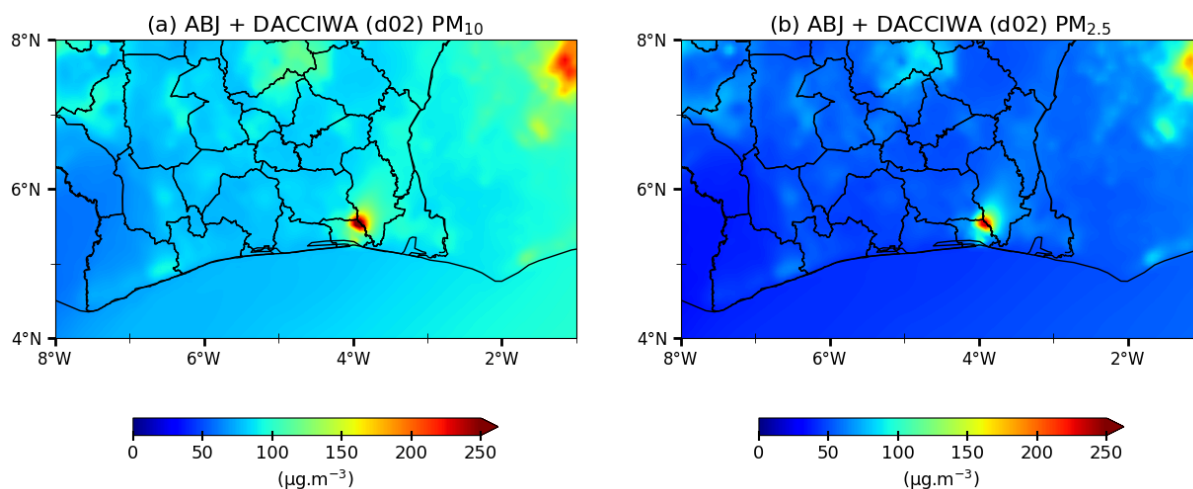 (a) ABJ + DACCIWA (d02) PM₁₀
8°N
6°N
4°N
8°W 6°W 4°W 2°W
0 50 100 150 200 250
(μg.m⁻³)
(b) ABJ + DACCIWA (d02) PM₂.₅
8°N
6°N
4°N
8°W 6°W 4°W 2°W
0 50 100 150 200 250
(μg.m⁻³)